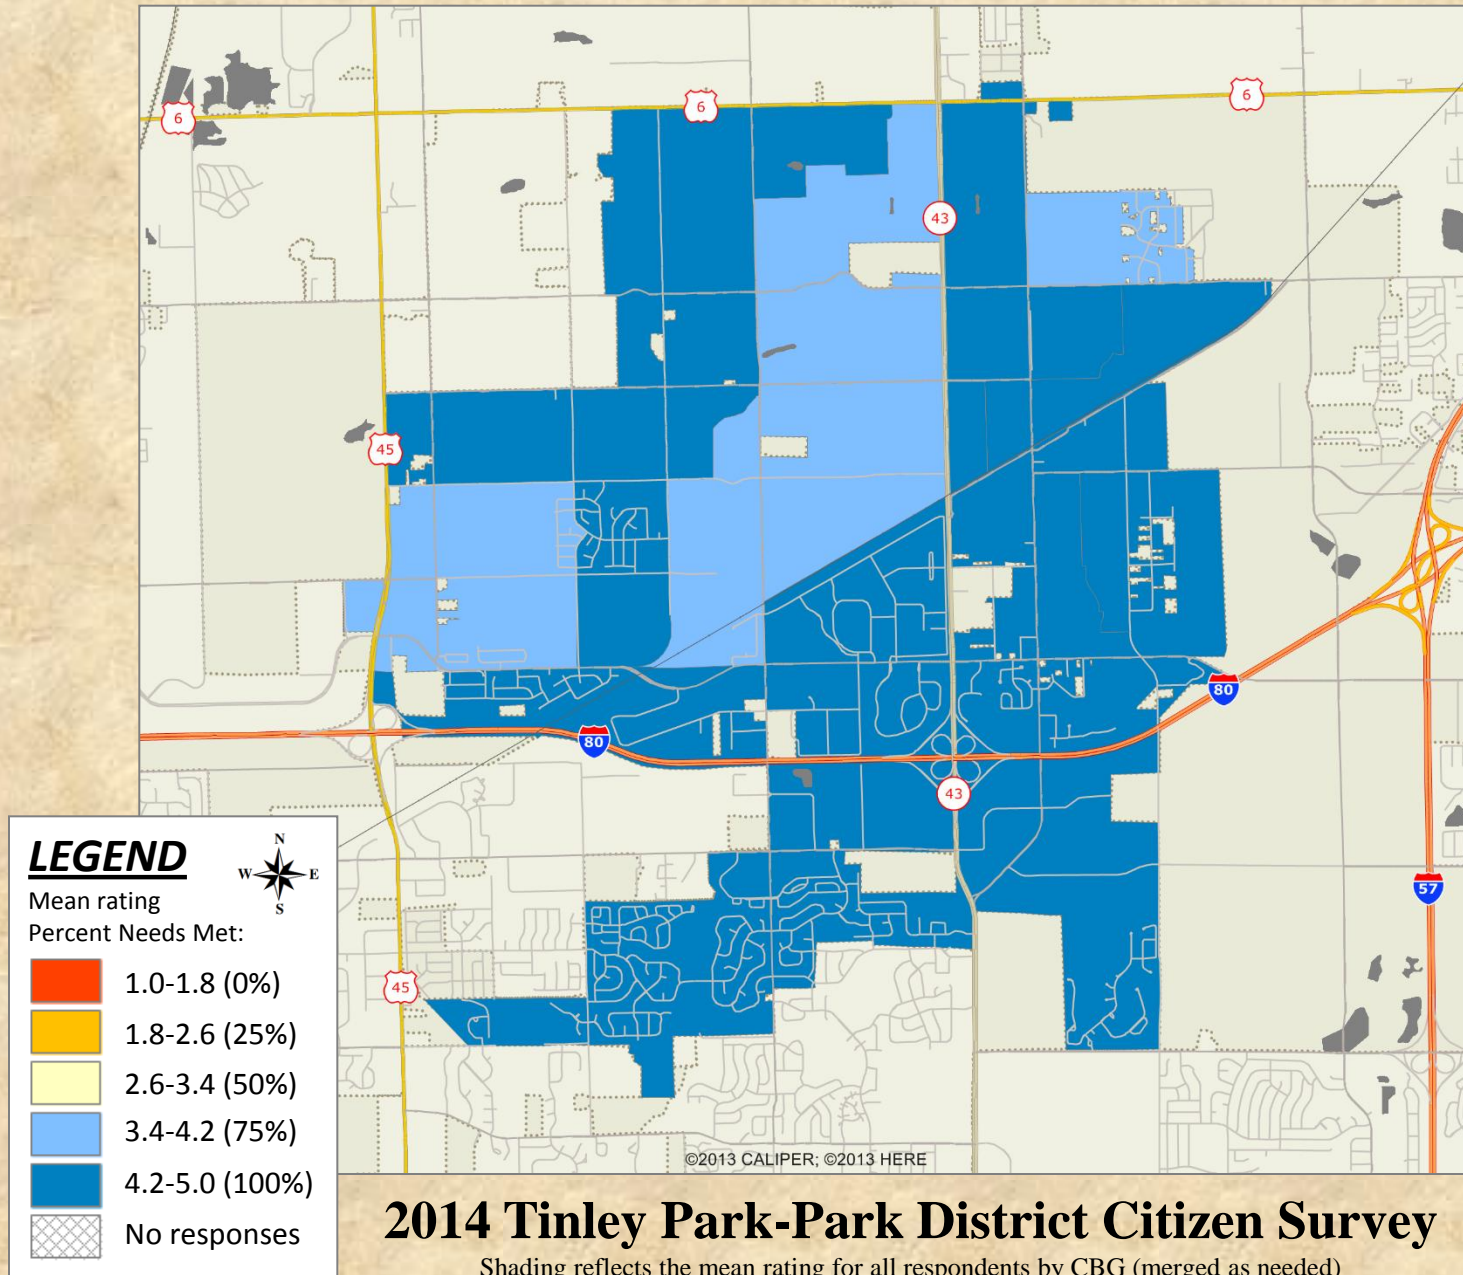 6
6
6
43
45
80
80
43
57
45
©2013 CALIPER; ©2013 HERE
LEGEND
N
W E
S
Mean rating
Percent Needs Met:
1.0-1.8 (0%)
1.8-2.6 (25%)
2.6-3.4 (50%)
3.4-4.2 (75%)
4.2-5.0 (100%)
No responses
2014 Tinley Park-Park District Citizen Survey
Shading reflects the mean rating for all respondents by CBG (merged as needed)